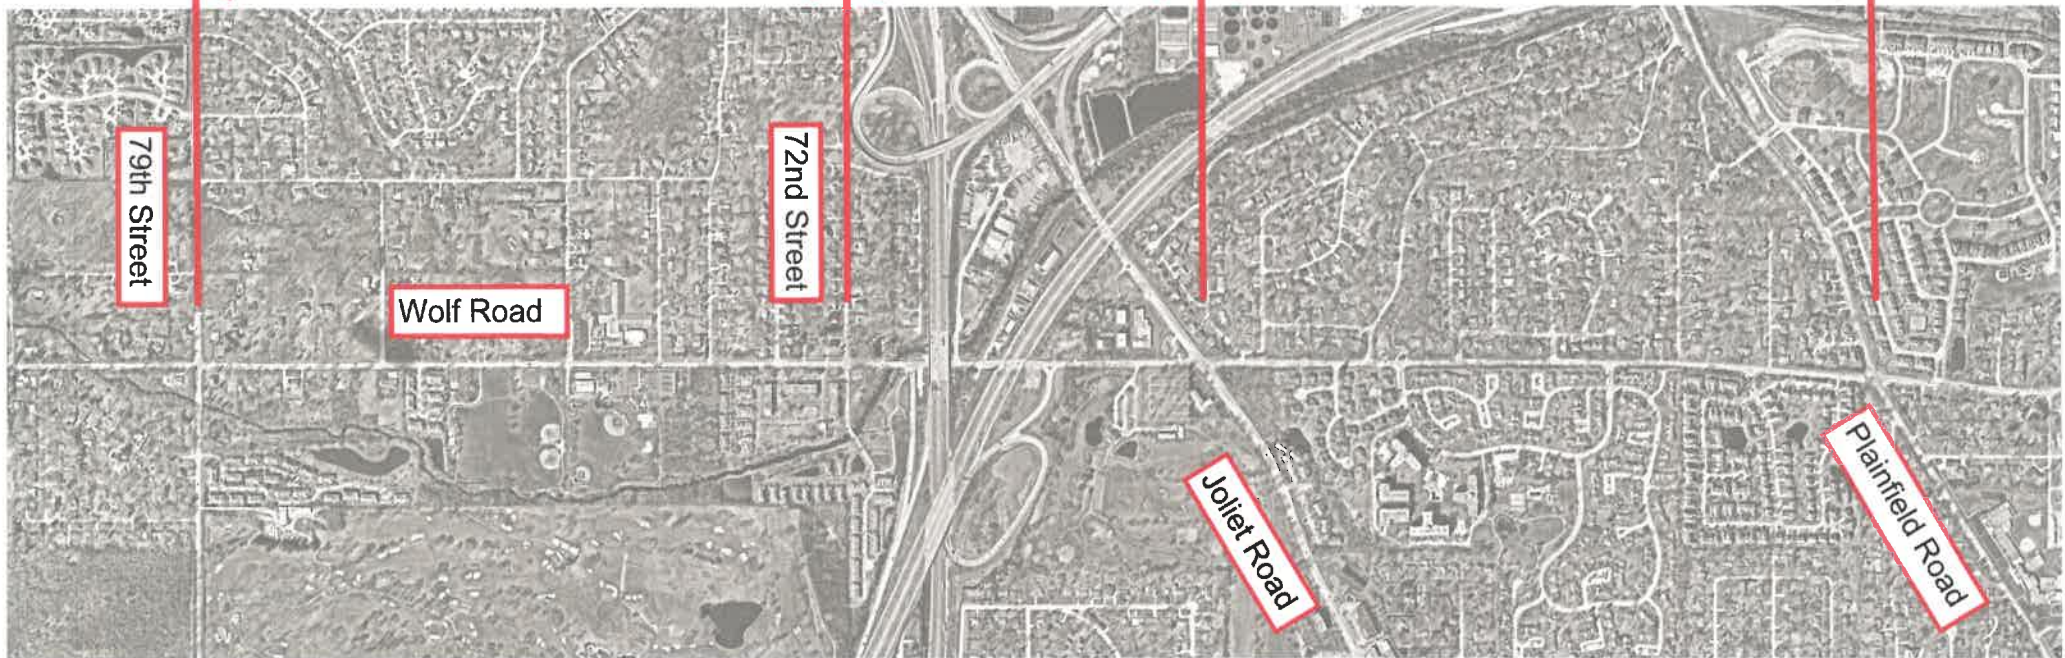 79th Street
Wolf Road
72nd Street
Joliet Road
Plainfield Road